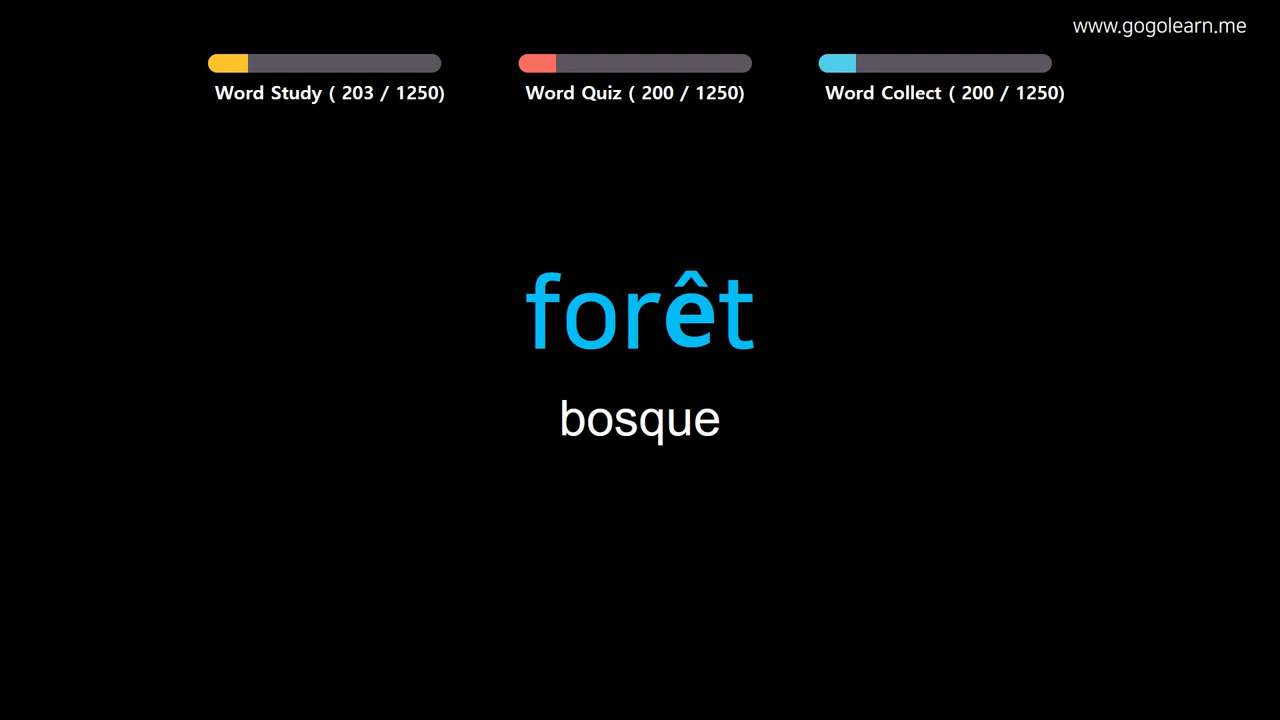 www.gogolearn.me
Word Study ( 203 / 1250)
Word Quiz ( 200 / 1250)
Word Collect ( 200 / 1250)
forêt
bosque